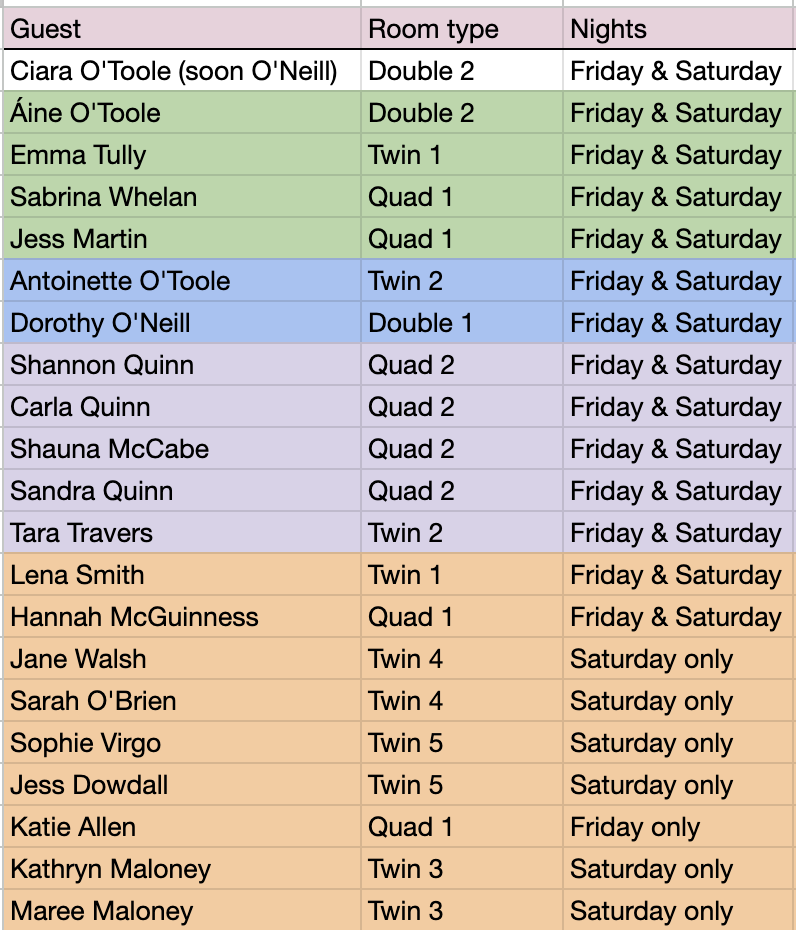 Guest Room type Nights
Ciara O'Toole (soon O'Neill) Double 2 Friday & Saturday
Áine O'Toole Double 2 Friday & Saturday
Emma Tully Twin 1 Friday & Saturday
Sabrina Whelan Quad 1 Friday & Saturday
Jess Martin Quad 1 Friday & Saturday
Antoinette O'Toole Twin 2 Friday & Saturday
Dorothy O'Neill Double 1 Friday & Saturday
Shannon Quinn Quad 2 Friday & Saturday
Carla Quinn Quad 2 Friday & Saturday
Shauna McCabe Quad 2 Friday & Saturday
Sandra Quinn Quad 2 Friday & Saturday
Tara Travers Twin 2 Friday & Saturday
Lena Smith Twin 1 Friday & Saturday
Hannah McGuinness Quad 1 Friday & Saturday
Jane Walsh Twin 4 Saturday only
Sarah O'Brien Twin 4 Saturday only
Sophie Virgo Twin 5 Saturday only
Jess Dowdall Twin 5 Saturday only
Katie Allen Quad 1 Friday only
Kathryn Maloney Twin 3 Saturday only
Maree Maloney Twin 3 Saturday only